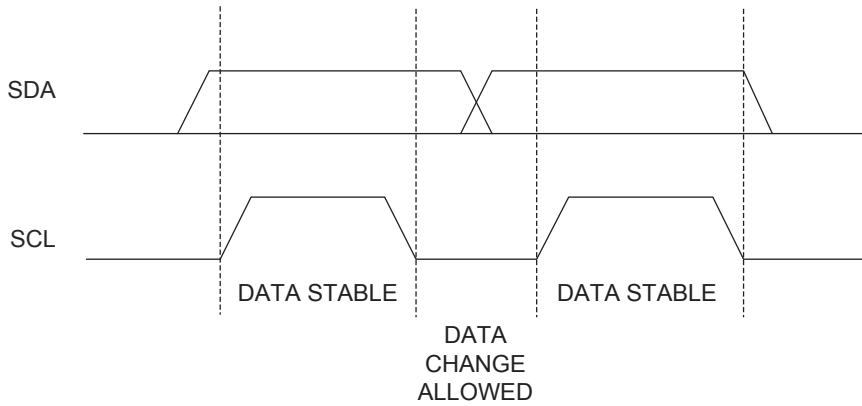 SDA
SCL
DATA STABLE
DATA STABLE
DATA
CHANGE
ALLOWED